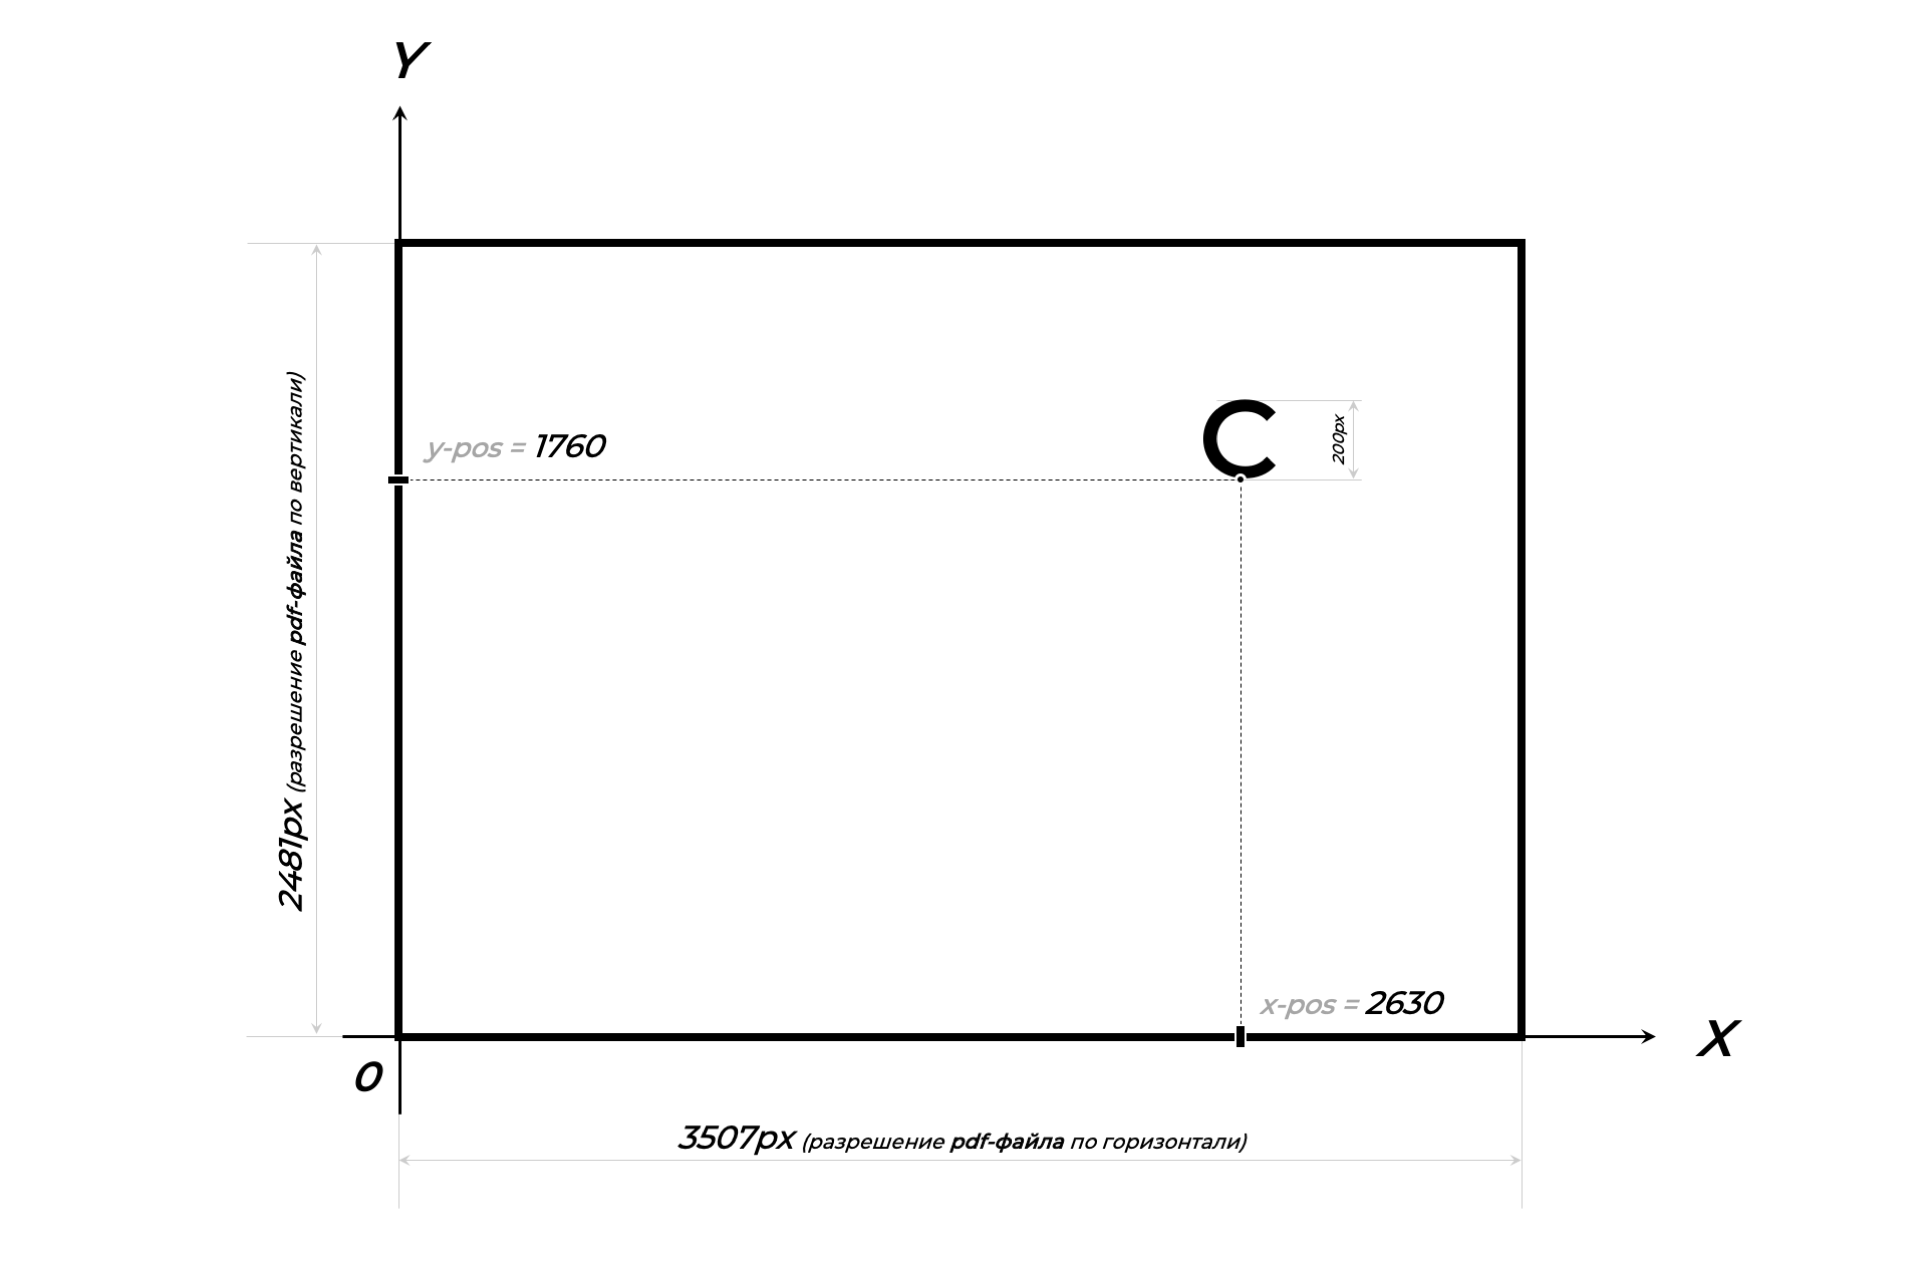 Y
C
200px
y-pos = 1760
2481px (разрешение pdf-файла по вертикали)
x-pos = 2630
X
0
3507px (разрешение pdf-файла по горизонтали)